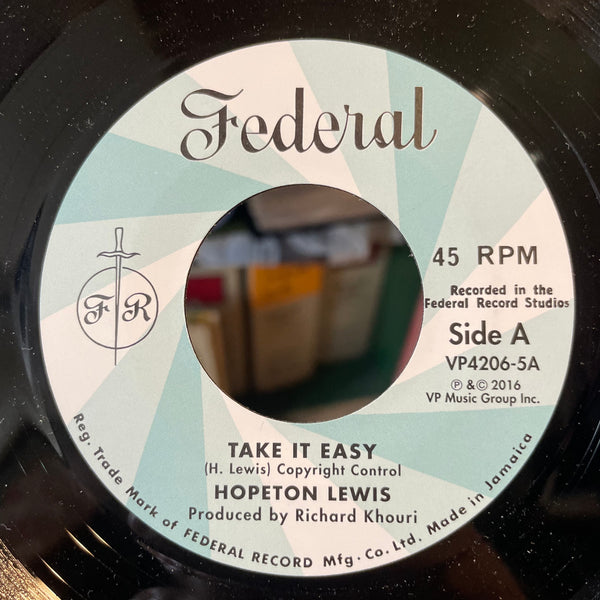 Federal
45 RPM
Recorded in the
Federal Record Studios
F R
Side A
VP4206-5A
℗ & © 2016
VP Music Group Inc.
TAKE IT EASY
(H. Lewis) Copyright Control
HOPETON LEWIS
Produced by Richard Khouri
Reg. Trade Mark of FEDERAL RECORD Mfg. Co. Ltd. Made in Jamaica